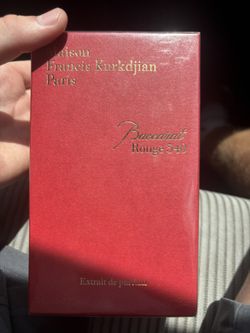 Maison
Francis Kurkdjian
Paris
Baccarat
Rouge 540
Extrait de parfum